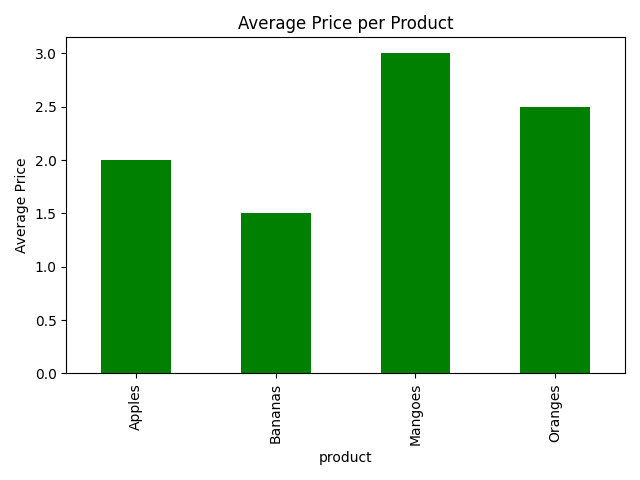 Average Price per Product
Average Price
3.0
2.5
2.0
1.5
1.0
0.5
0.0
Apples
Bananas
Mangoes
Oranges
product